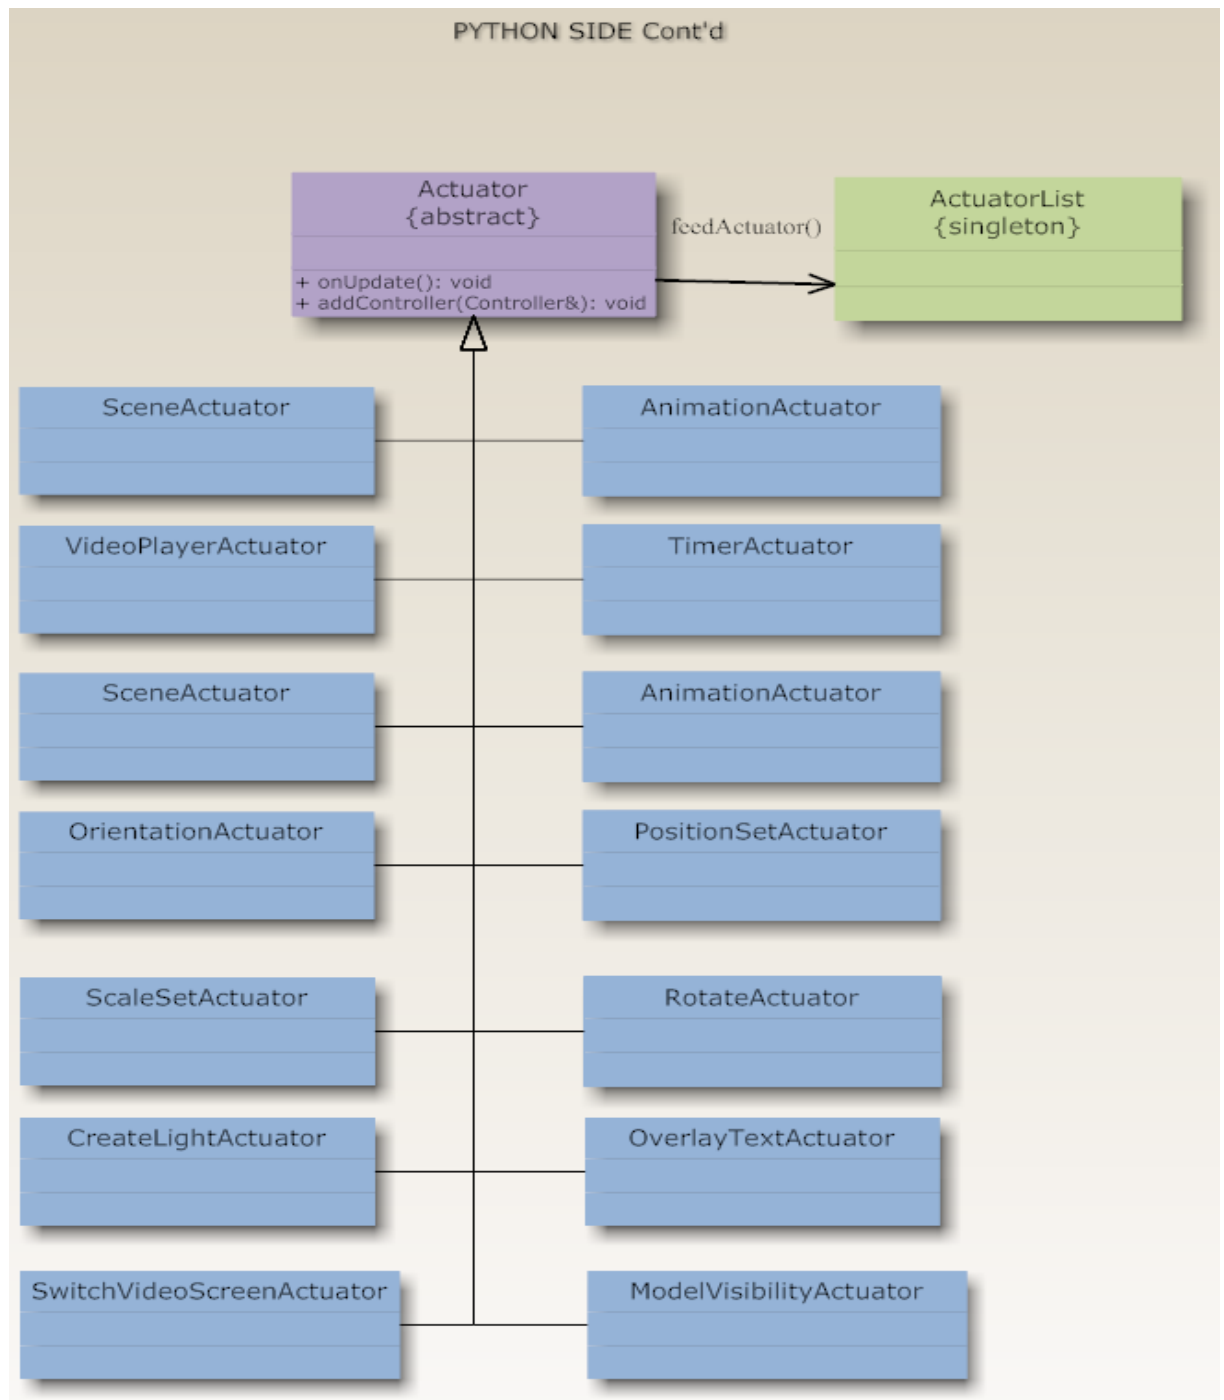 PYTHON SIDE Cont'd
Actuator
{abstract}
+ onUpdate(): void
+ addController(Controller&): void
feedActuator()
ActuatorList
{singleton}
SceneActuator
AnimationActuator
VideoPlayerActuator
TimerActuator
SceneActuator
AnimationActuator
OrientationActuator
PositionSetActuator
ScaleSetActuator
RotateActuator
CreateLightActuator
OverlayTextActuator
SwitchVideoScreenActuator
ModelVisibilityActuator